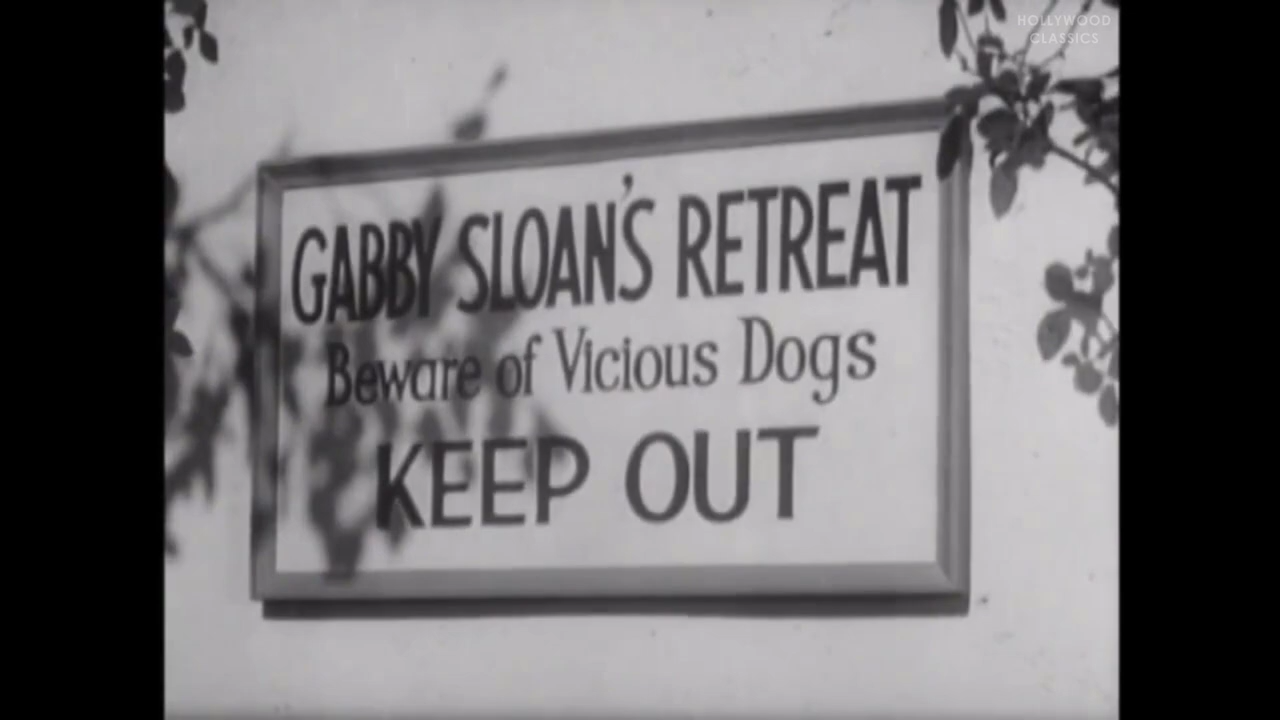 HOLLYWOOD
CLASSICS
GABBY SLOAN'S RETREAT
Beware of Vicious Dogs
KEEP OUT